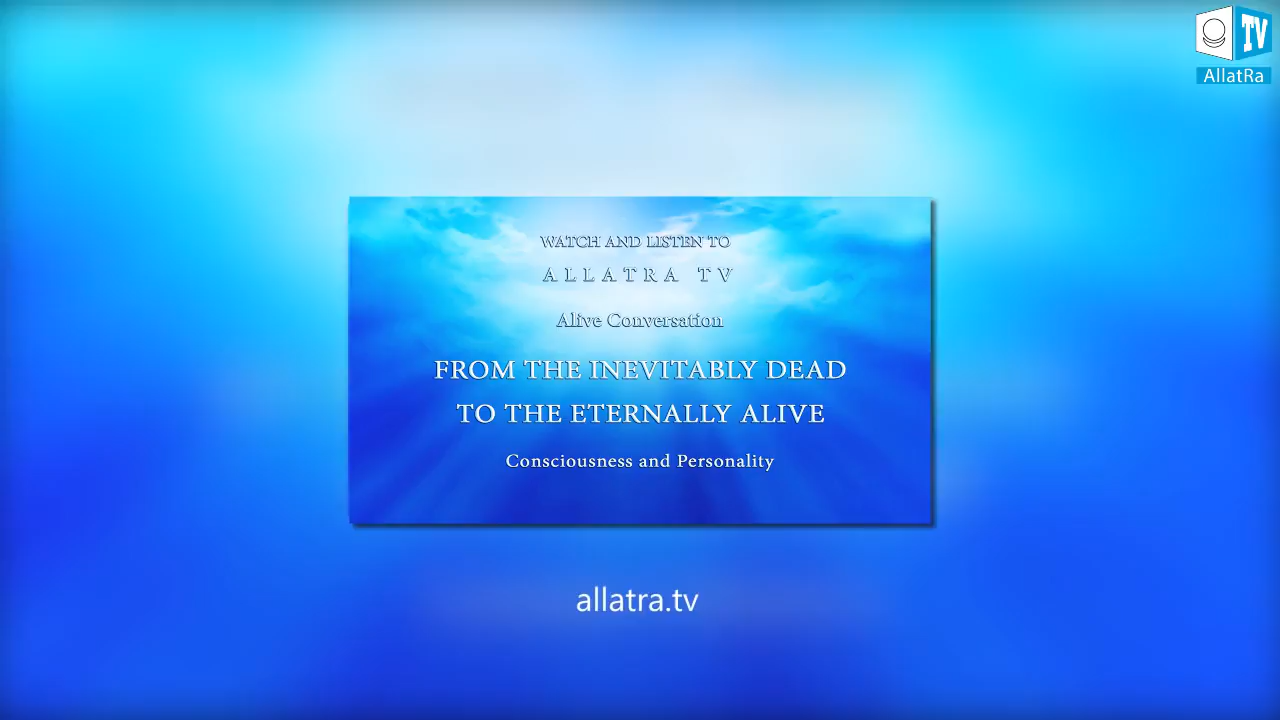 TV
AllatRa
WATCH AND LISTEN TO
ALLATRA TV
Alive Conversation
FROM THE INEVITABLY DEAD
TO THE ETERNALLY ALIVE
Consciousness and Personality
allatra.tv